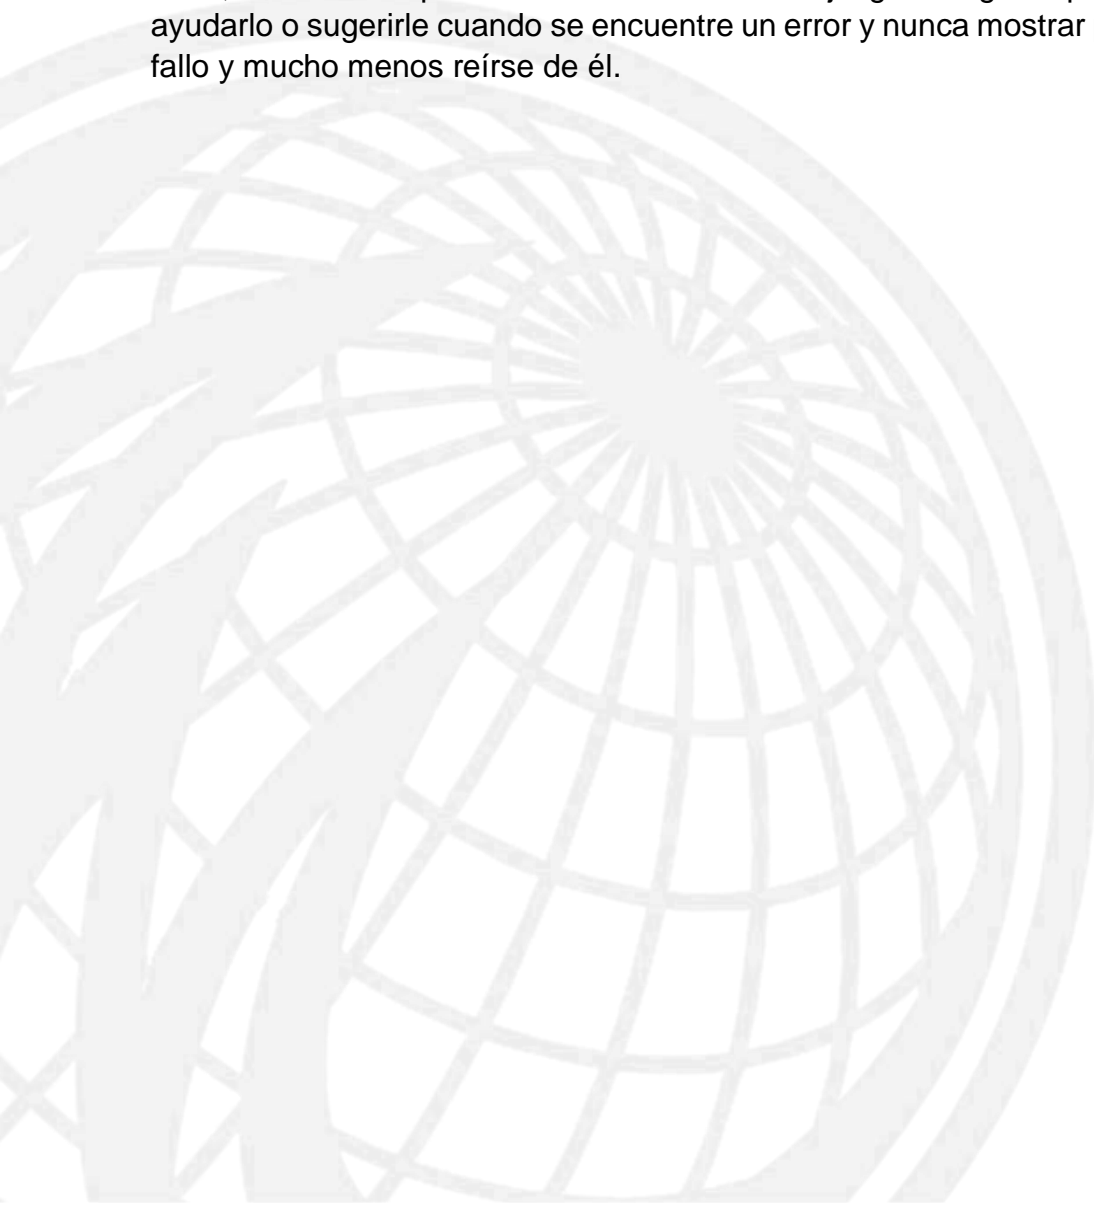 ayudarlo o sugerirle cuando se encuentre un error y nunca mostrar
fallo y mucho menos reírse de él.